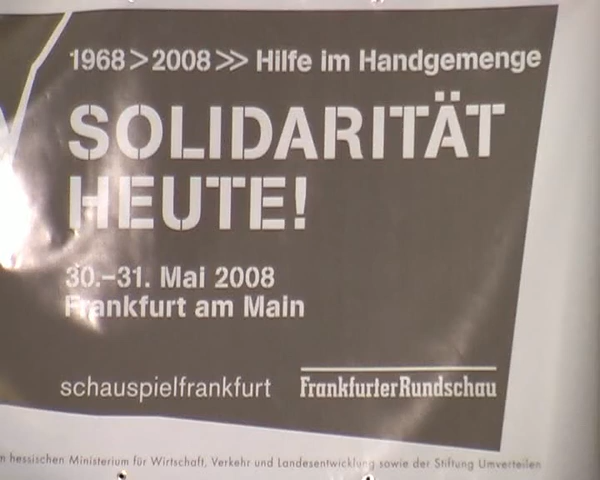 1968>2008>> Hilfe im Handgemenge
SOLIDARITÄT
HEUTE!
30.–31. Mai 2008
Frankfurt am Main
schauspielfrankfurt FrankfurterRundschau
hessischen Ministerium für Wirtschaft, Verkehr und Landesentwicklung sowie der Stiftung Umverteilen